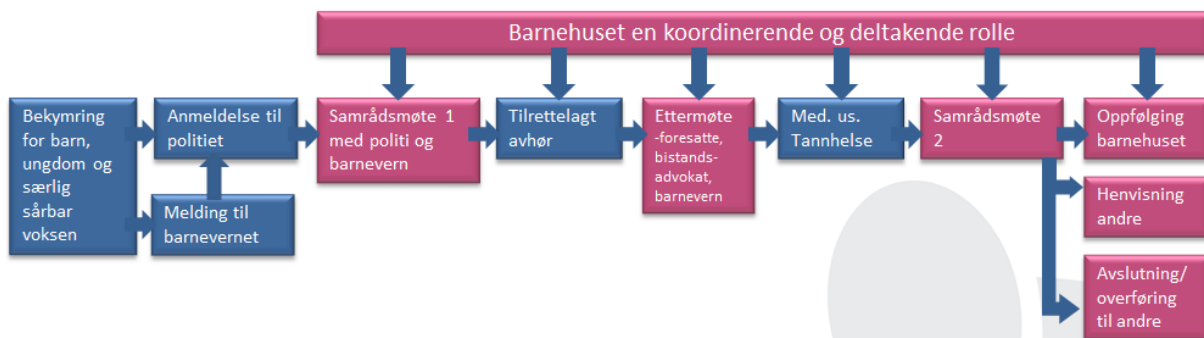 Barnehuset en koordinerende og deltakende rolle
Bekymring
for barn,
ungdom og
særlig
sårbar
voksen
Anmeldelse til
politiet
Melding til
barnevernet
Samrådsmøte 1
med politi og
barnevern
Tilrettelagt
avhør
Ettermøte
-foresatte,
bistands-
advokat,
barnevern
Med. us.
Tannhelse
Samrådsmøte
2
Oppfølging
barnehuset
Henvisning
andre
Avslutning/
overføring
til andre